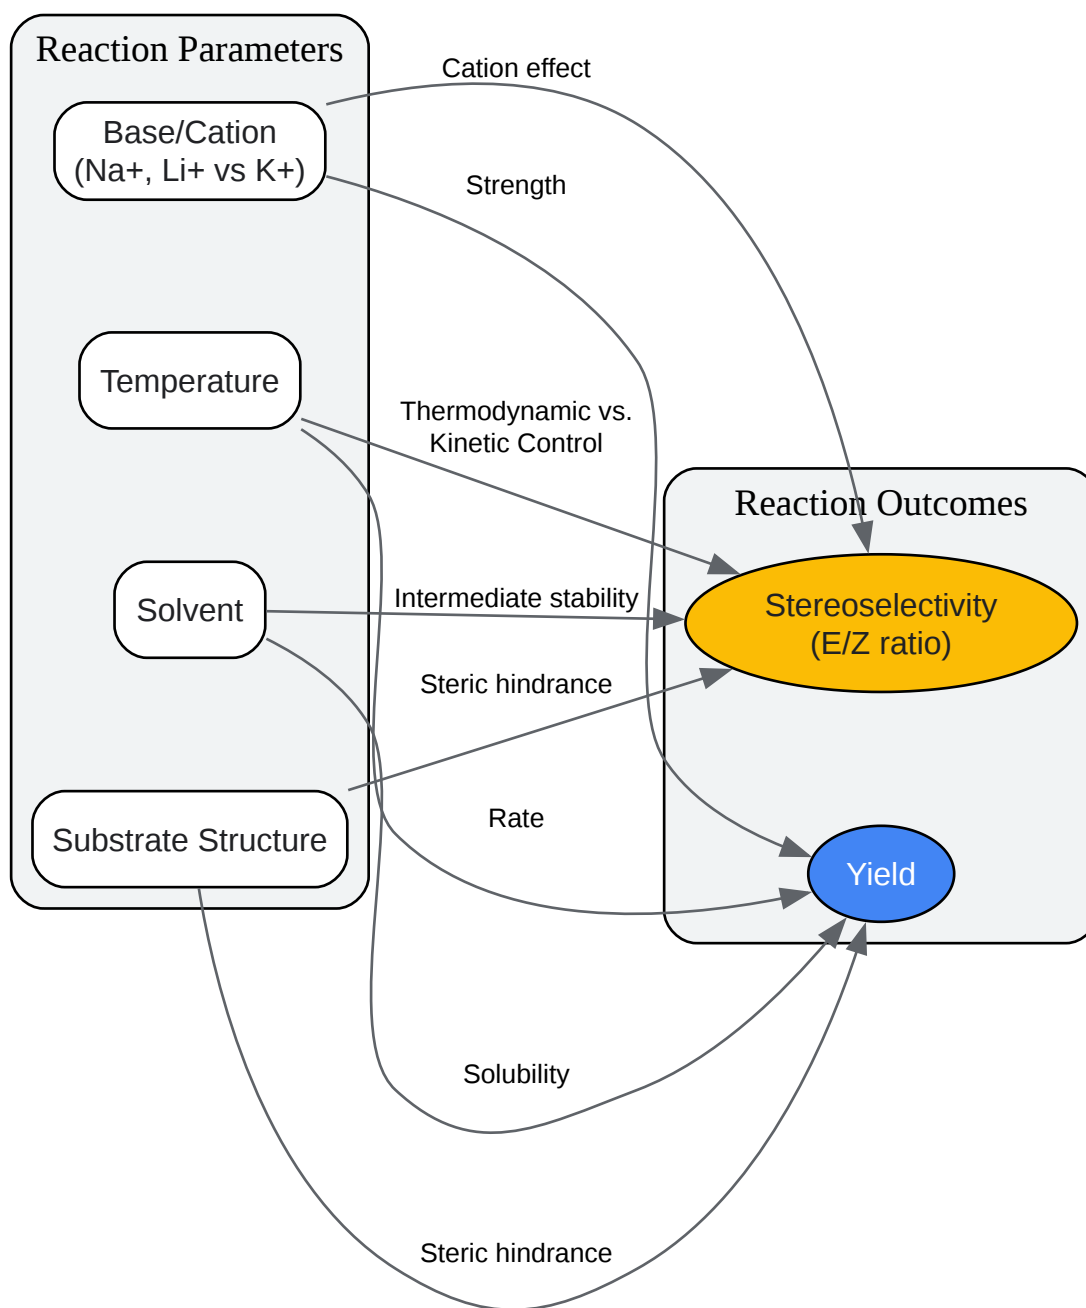 Reaction Parameters
Base/Cation
(Na+, Li+ vs K+)
Temperature
Solvent
Substrate Structure
Cation effect
Strength
Thermodynamic vs.
Kinetic Control
Intermediate stability
Steric hindrance
Rate
Solubility
Steric hindrance
Reaction Outcomes
Stereoselectivity
(E/Z ratio)
Yield